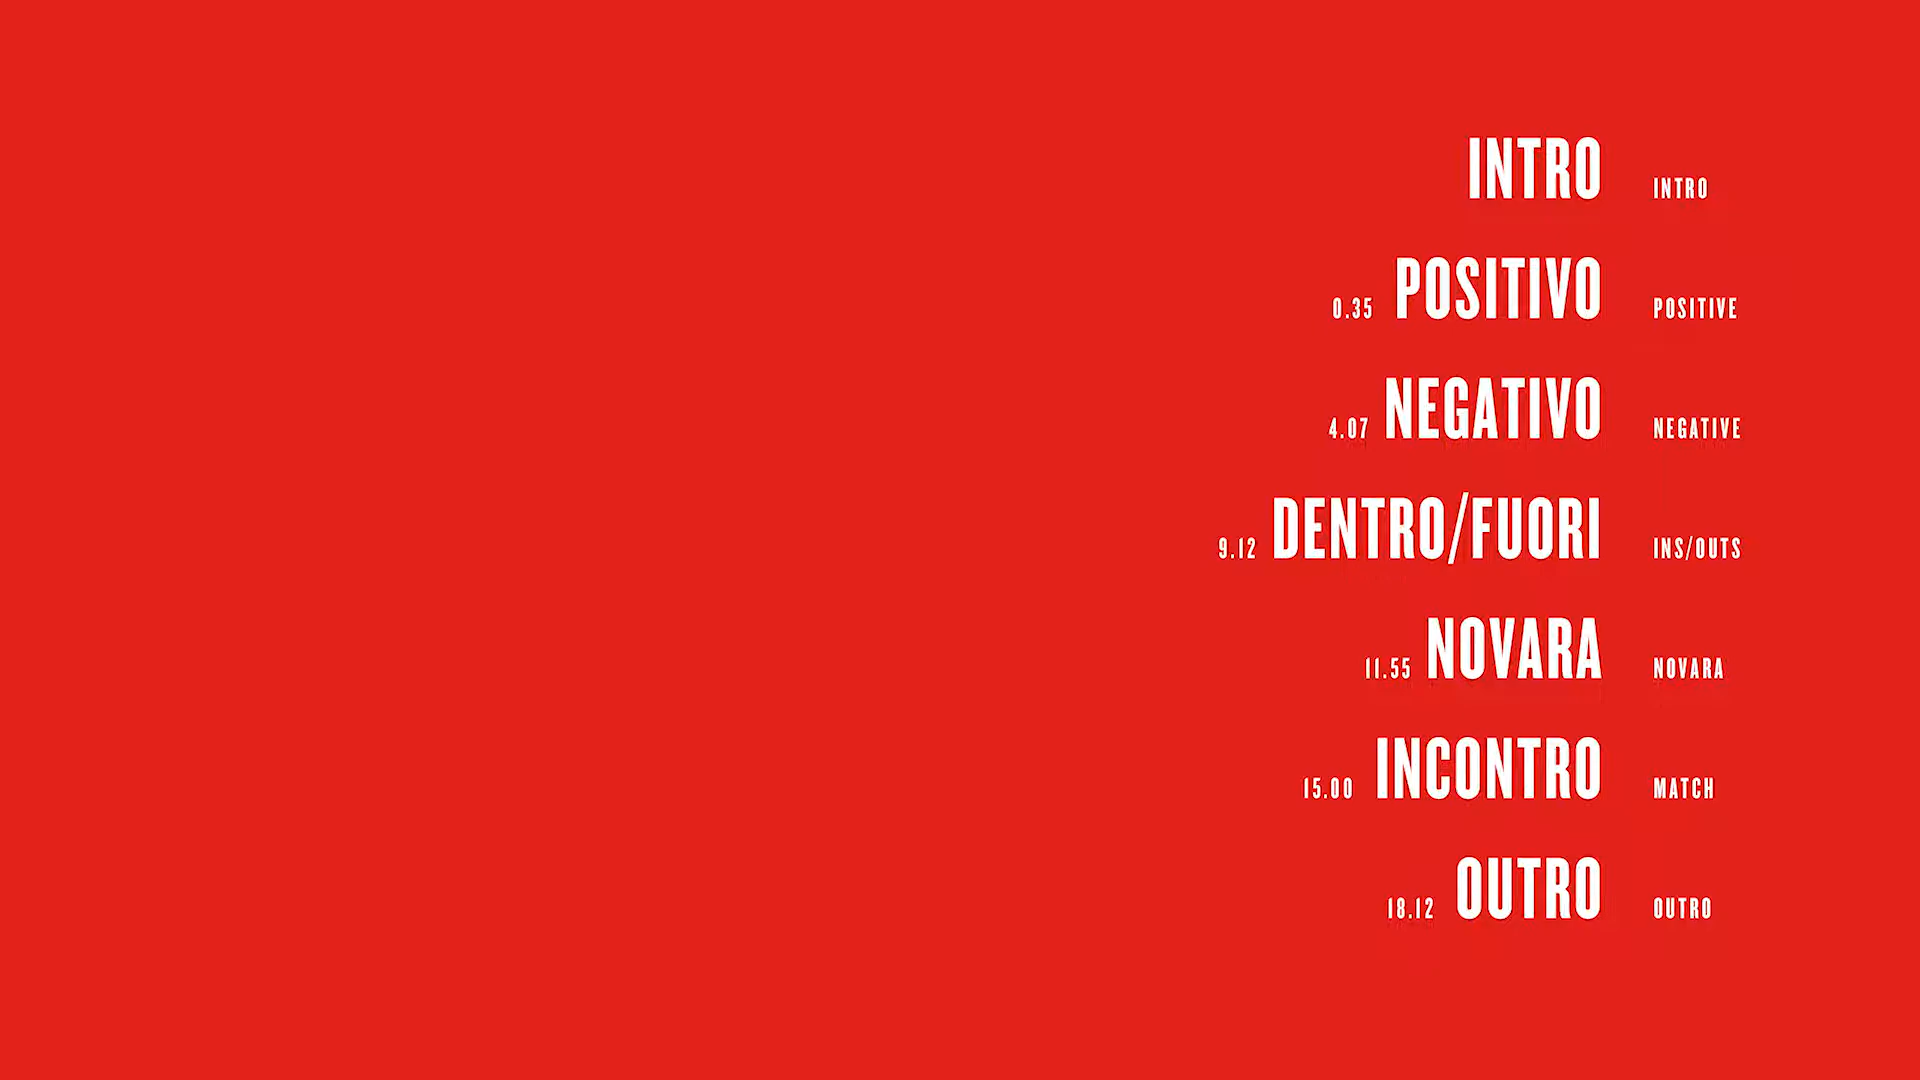 INTRO INTRO
0.35 POSITIVO POSITIVE
4.07 NEGATIVO NEGATIVE
9.12 DENTRO/FUORI INS/OUTS
11.55 NOVARA NOVARA
15.00 INCONTRO MATCH
18.12 OUTRO OUTRO